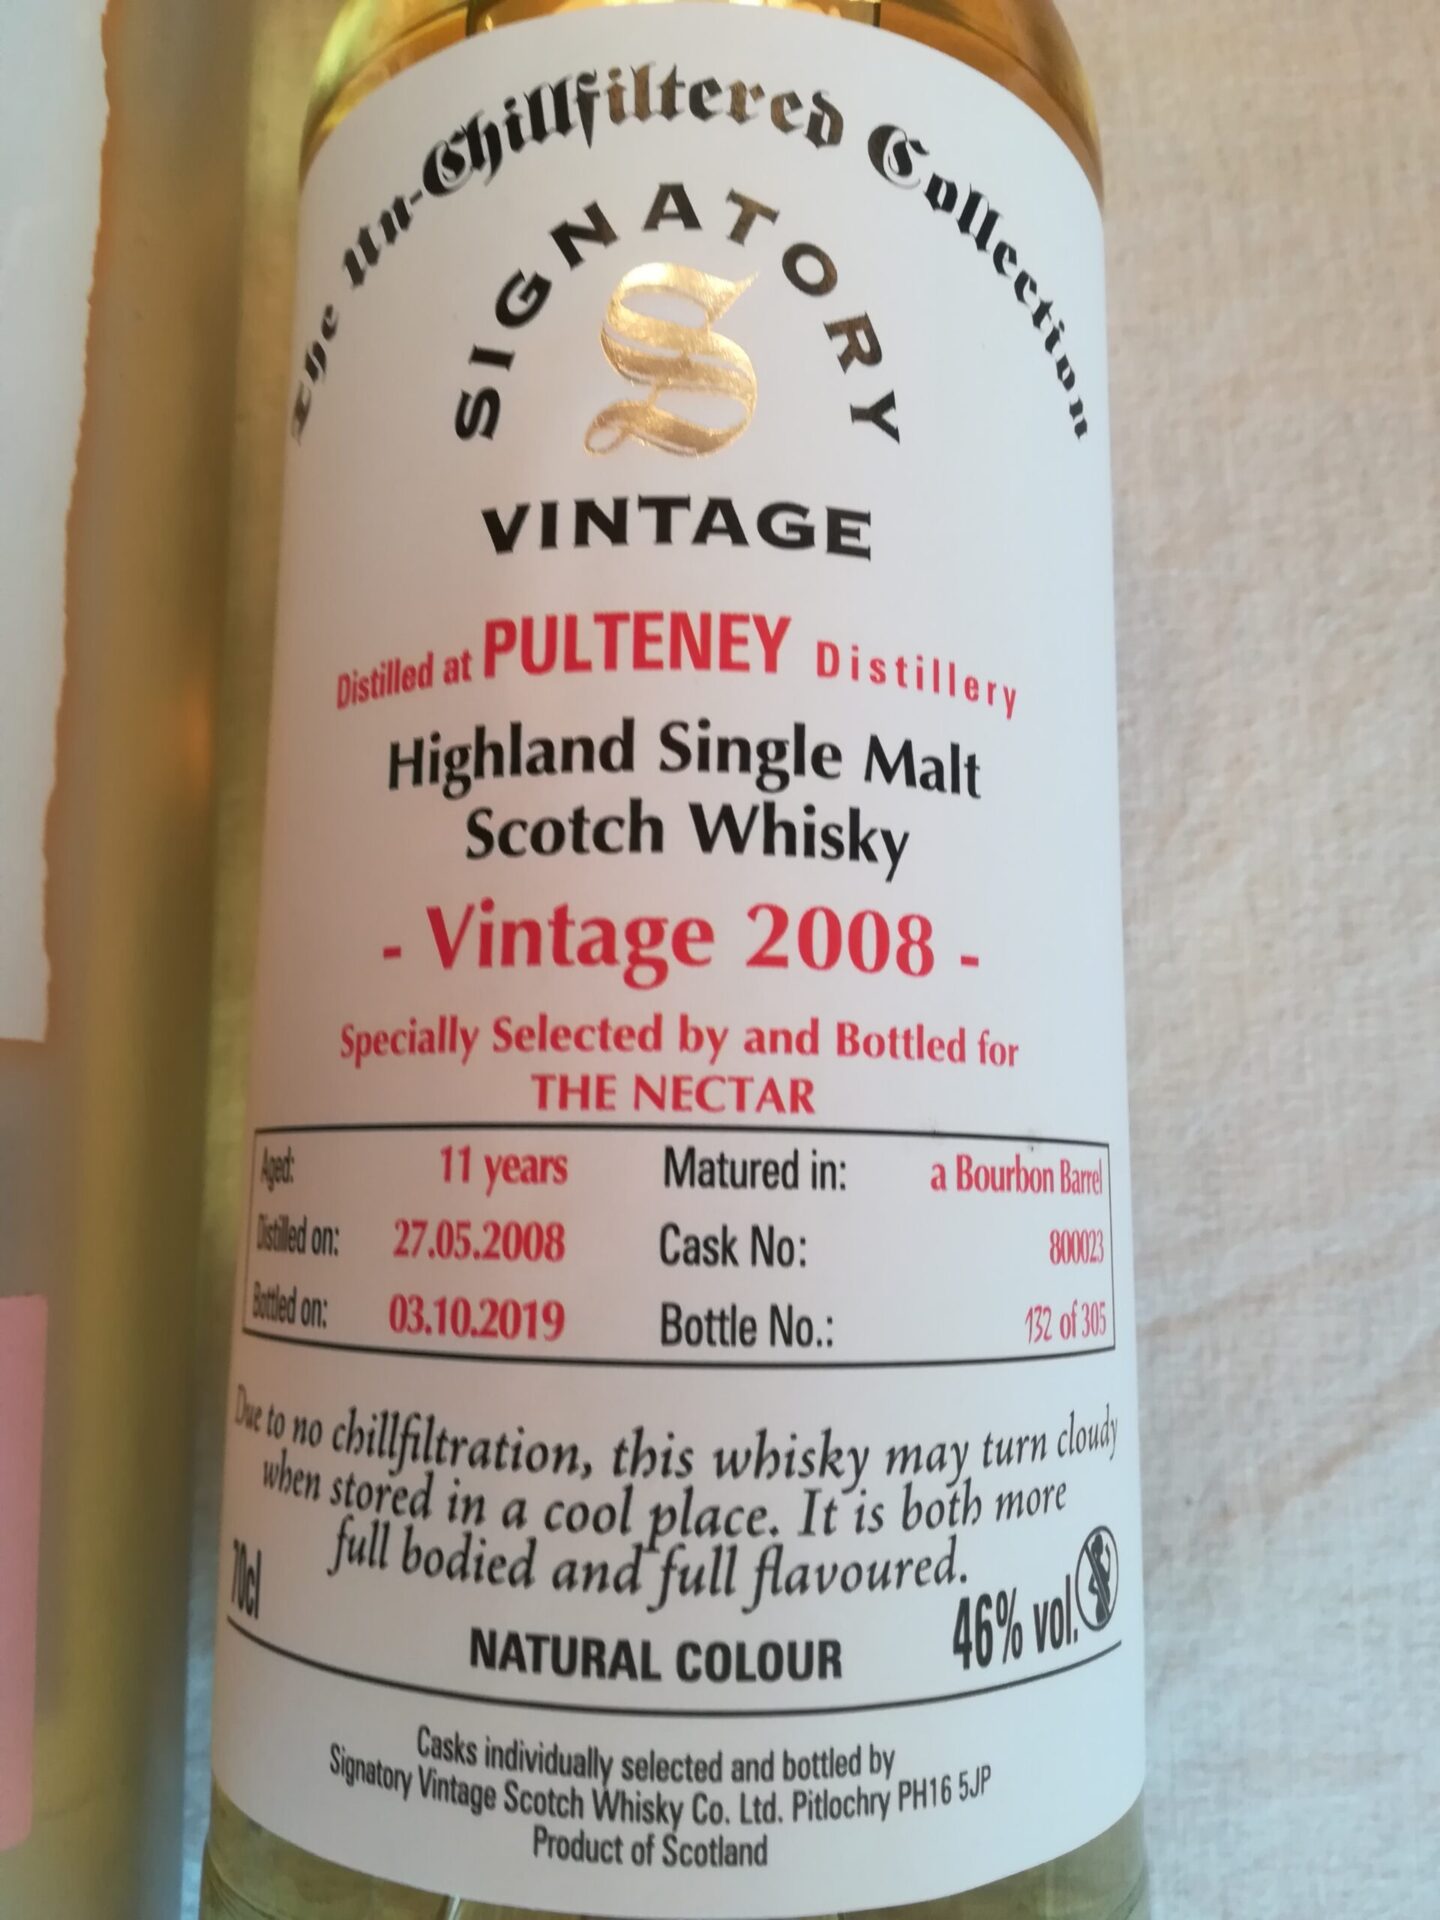 The Un-Chillfiltered Collection
SIGNATORY
S
VINTAGE
Distilled at PULTENEY Distillery
Highland Single Malt
Scotch Whisky
- Vintage 2008 -
Specially Selected by and Bottled for
THE NECTAR
Aged: 11 years Matured in: a Bourbon Barrel
Distilled on: 27.05.2008 Cask No: 800023
Bottled on: 03.10.2019 Bottle No.: 132 of 305
Due to no chillfiltration, this whisky may turn cloudy
when stored in a cool place. It is both more
full bodied and full flavoured.
70cl NATURAL COLOUR 46% vol.
Casks individually selected and bottled by
Signatory Vintage Scotch Whisky Co. Ltd. Pitlochry PH16 5JP
Product of Scotland